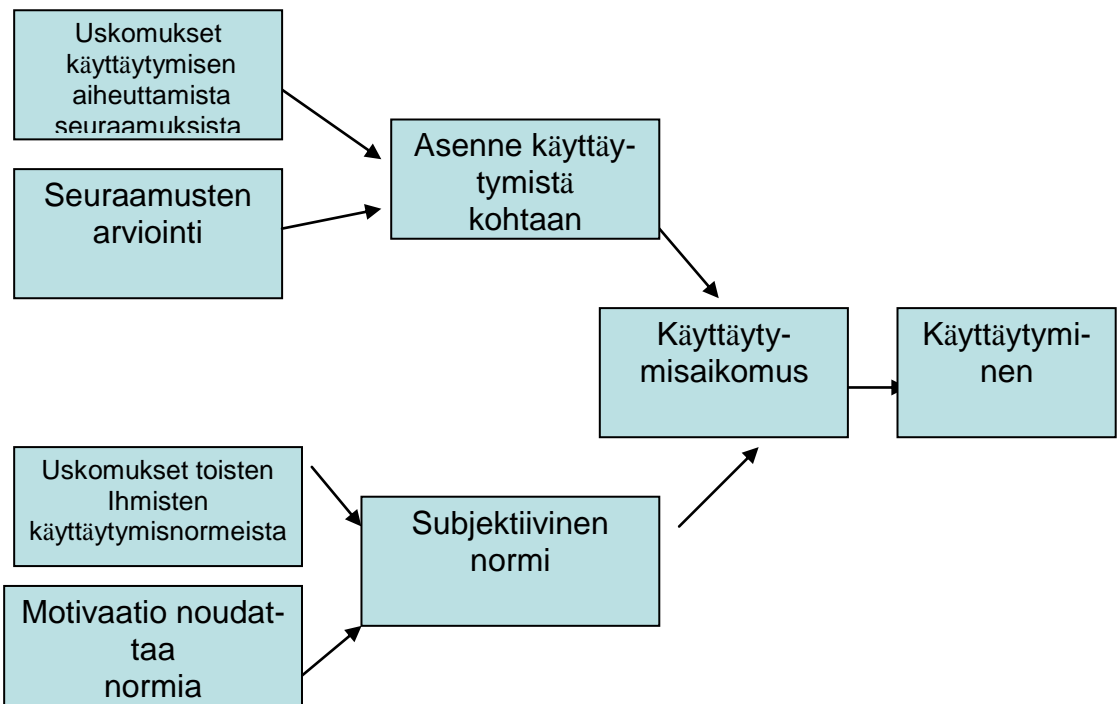 Uskomukset
käyttäytymisen
aiheuttamista
seuraamuksista
Seuraamusten
arviointi
Asenne käyttäy-
tymistä
kohtaan
Käyttäyty-
misaikomus
Käyttäytymi-
nen
Uskomukset toisten
Ihmisten
käyttäytymisnormeista
Motivaatio noudat-
taa
normia
Subjektiivinen
normi